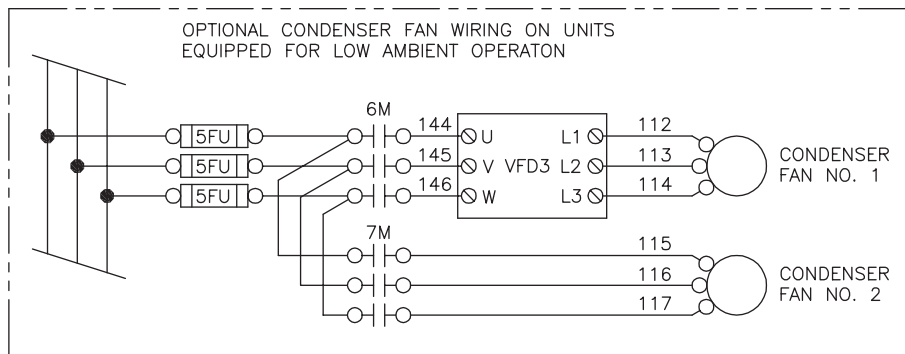 OPTIONAL CONDENSER FAN WIRING ON UNITS
EQUIPPED FOR LOW AMBIENT OPERATON
6M
5FU 144 U L1 112
5FU 145 V VFD3 L2 113
5FU 146 W L3 114
CONDENSER
FAN NO. 1
7M
115
116
117
CONDENSER
FAN NO. 2